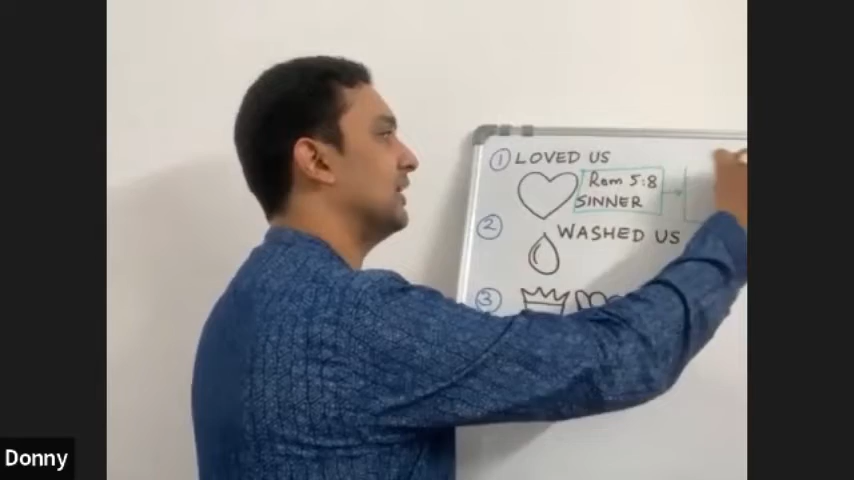 ① LOVED US
Rom 5:8
SINNER
② WASHED US
③
Donny